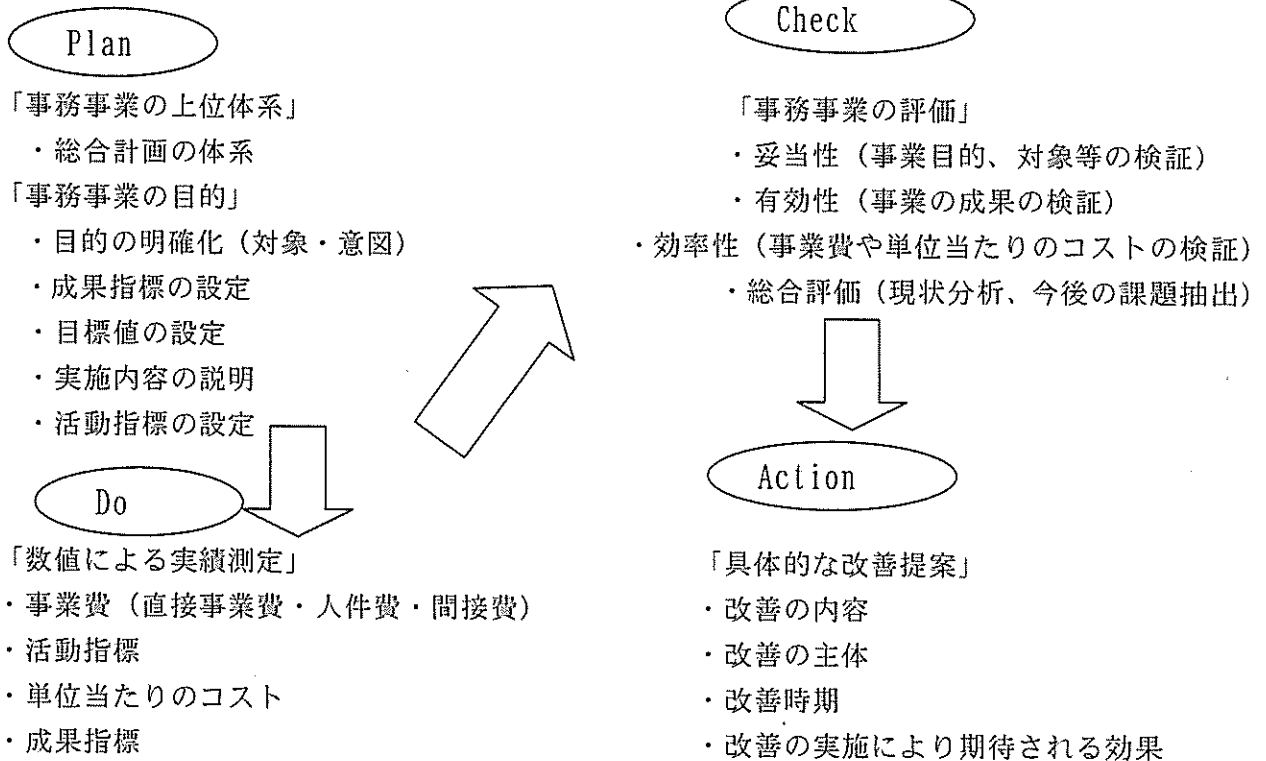 Plan
「事務事業の上位体系」
・総合計画の体系
「事務事業の目的」
・目的の明確化（対象・意図）
・成果指標の設定
・目標値の設定
・実施内容の説明
・活動指標の設定
Do
「数値による実績測定」
・事業費（直接事業費・人件費・間接費）
・活動指標
・単位当たりのコスト
・成果指標
Check
「事務事業の評価」
・妥当性（事業目的、対象等の検証）
・有効性（事業の成果の検証）
・効率性（事業費や単位当たりのコストの検証）
・総合評価（現状分析、今後の課題抽出）
Action
「具体的な改善提案」
・改善の内容
・改善の主体
・改善時期
・改善の実施により期待される効果